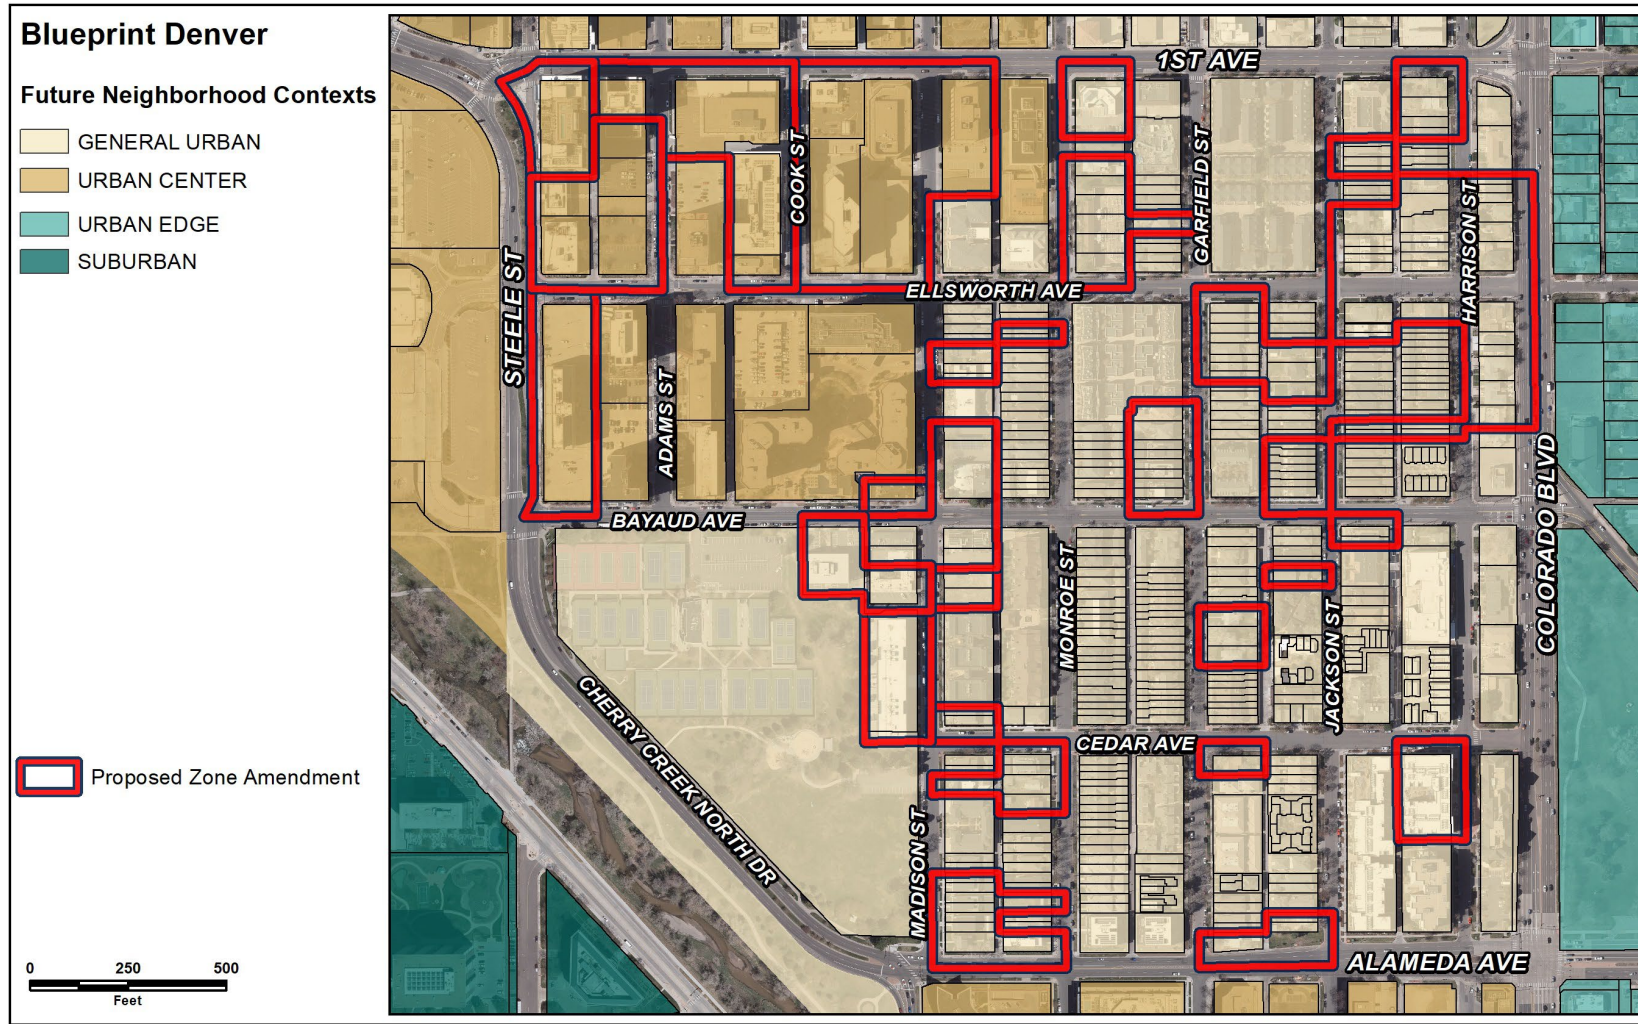 Blueprint Denver
Future Neighborhood Contexts
GENERAL URBAN
URBAN CENTER
URBAN EDGE
SUBURBAN
Proposed Zone Amendment
0 250 500
Feet
1ST AVE
COOK ST
GARFIELD ST
HARRISON ST
STEELE ST
ELLSWORTH AVE
ADAMS ST
BAYAUD AVE
COLORADO BLVD
MONROE ST
JACKSON ST
CHERRY CREEK NORTH DR
CEDAR AVE
MADISON ST
ALAMEDA AVE